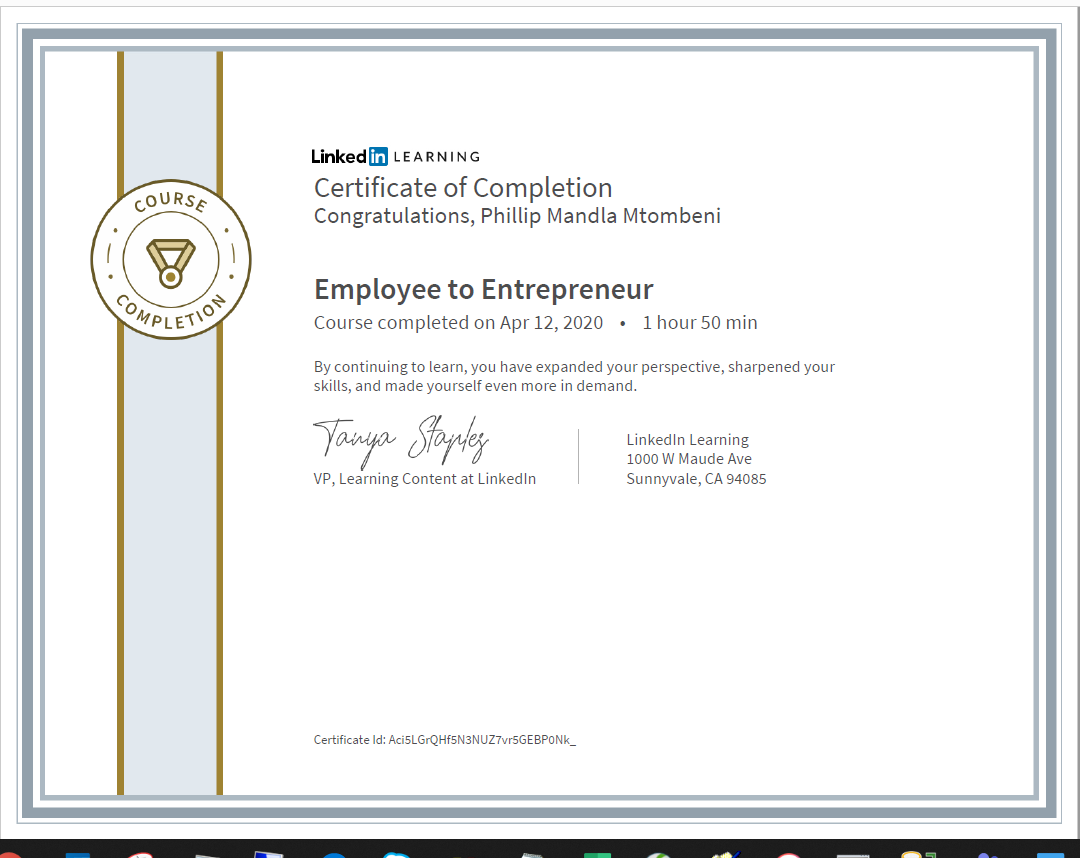 COURSE
COMPLETION
Linked in LEARNING
Certificate of Completion
Congratulations, Phillip Mandla Mtombeni
Employee to Entrepreneur
Course completed on Apr 12, 2020 • 1 hour 50 min
By continuing to learn, you have expanded your perspective, sharpened your
skills, and made yourself even more in demand.
Tanya Staples
VP, Learning Content at LinkedIn
LinkedIn Learning
1000 W Maude Ave
Sunnyvale, CA 94085
Certificate Id: Aci5LGrQHf5N3NUZ7vr5GEBP0Nk_